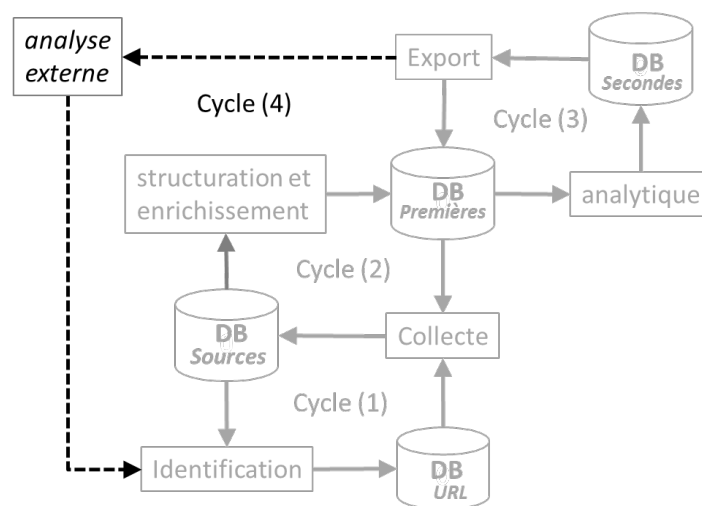 analyse
externe
Export
DB
Secondes
Cycle (4)
Cycle (3)
structuration et
enrichissement
DB
Premières
analytique
Cycle (2)
DB
Sources
Collecte
Cycle (1)
Identification
DB
URL